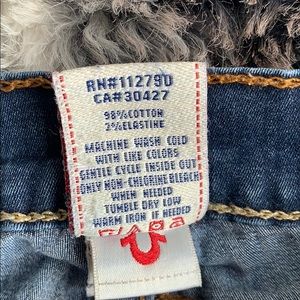 RN#112790
CA#30427
98%COTTON
2%ELASTINE
MACHINE WASH COLD
WITH LIKE COLORS
GENTLE CYCLE INSIDE OUT
ONLY NON-CHLORINE BLEACH
WHEN NEEDED
TUMBLE DRY LOW
WARM IRON IF NEEDED